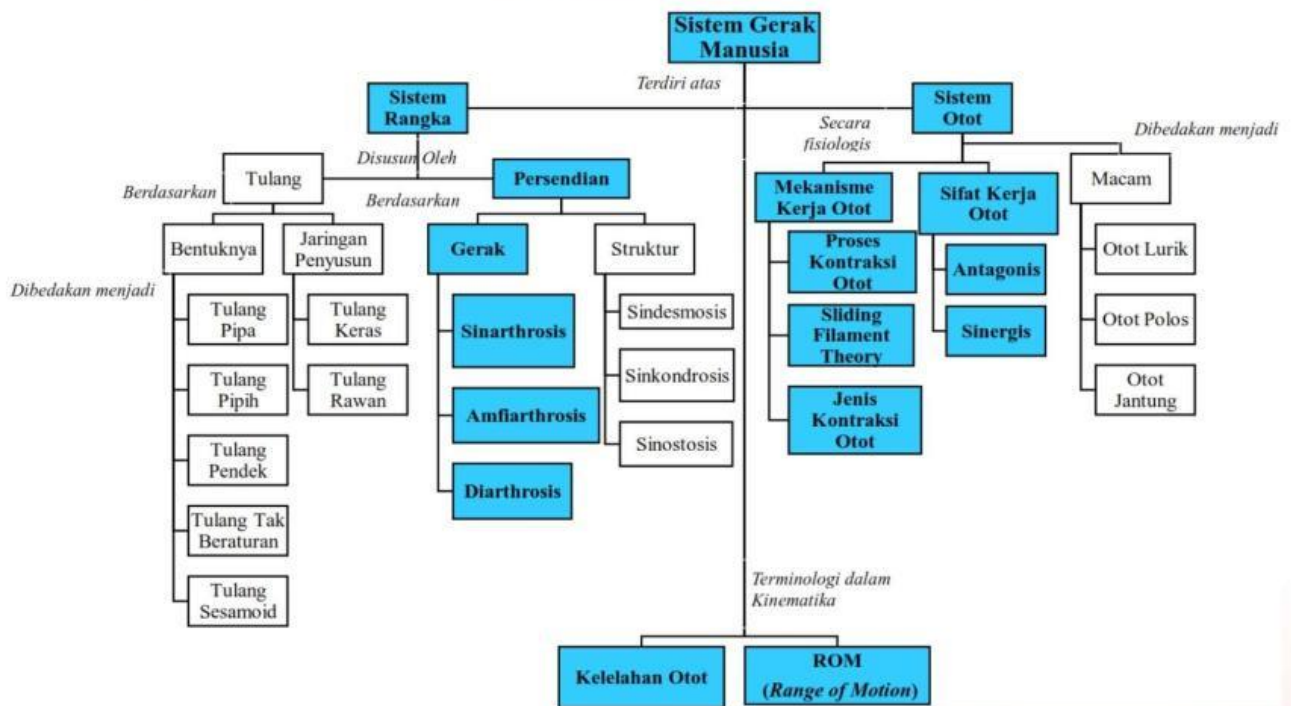 Sistem Gerak
Manusia
Terdiri atas
Sistem
Rangka
Sistem
Otot
Disusun Oleh
Secara
fisiologis
Dibedakan menjadi
Tulang
Persendian
Berdasarkan
Berdasarkan
Mekanisme
Kerja Otot
Sifat Kerja
Otot
Macam
Bentuknya
Jaringan
Penyusun
Gerak
Struktur
Dibedakan menjadi
Tulang
Pipa
Tulang
Pipih
Tulang
Pendek
Tulang Tak
Beraturan
Tulang
Sesamoid
Tulang
Keras
Tulang
Rawan
Sinarthrosis
Amfiarthrosis
Diarthrosis
Sindesmosis
Sinkondrosis
Sinostosis
Proses
Kontraksi
Otot
Sliding
Filament
Theory
Jenis
Kontraksi
Otot
Antagonis
Sinergis
Otot Lurik
Otot Polos
Otot
Jantung
Terminologi dalam
Kinematika
Kelelahan Otot
ROM
(Range of Motion)